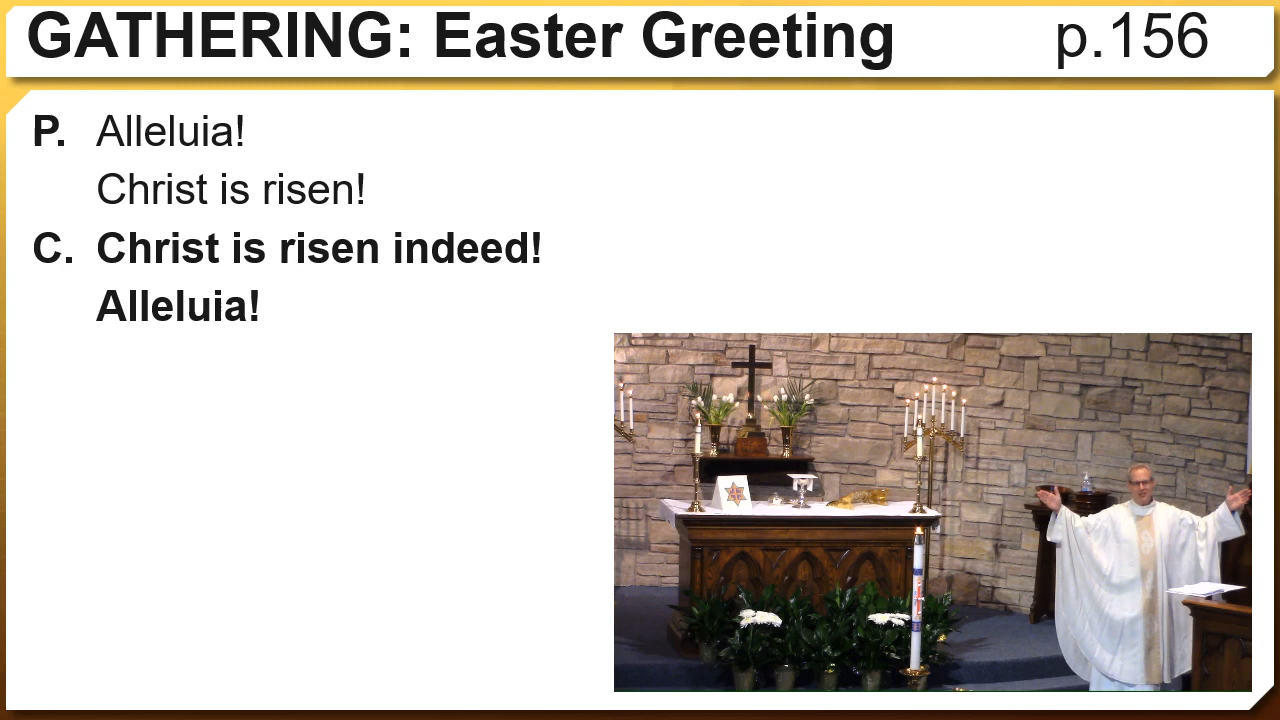 GATHERING: Easter Greeting p.156
P. Alleluia!
Christ is risen!
C. Christ is risen indeed!
Alleluia!